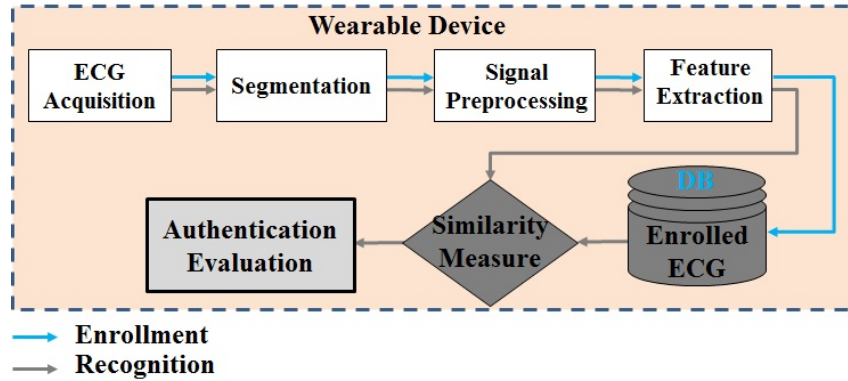 Wearable Device
ECG
Acquisition
Segmentation
Signal
Preprocessing
Feature
Extraction
DB
Enrolled
ECG
Similarity
Measure
Authentication
Evaluation
Enrollment
Recognition